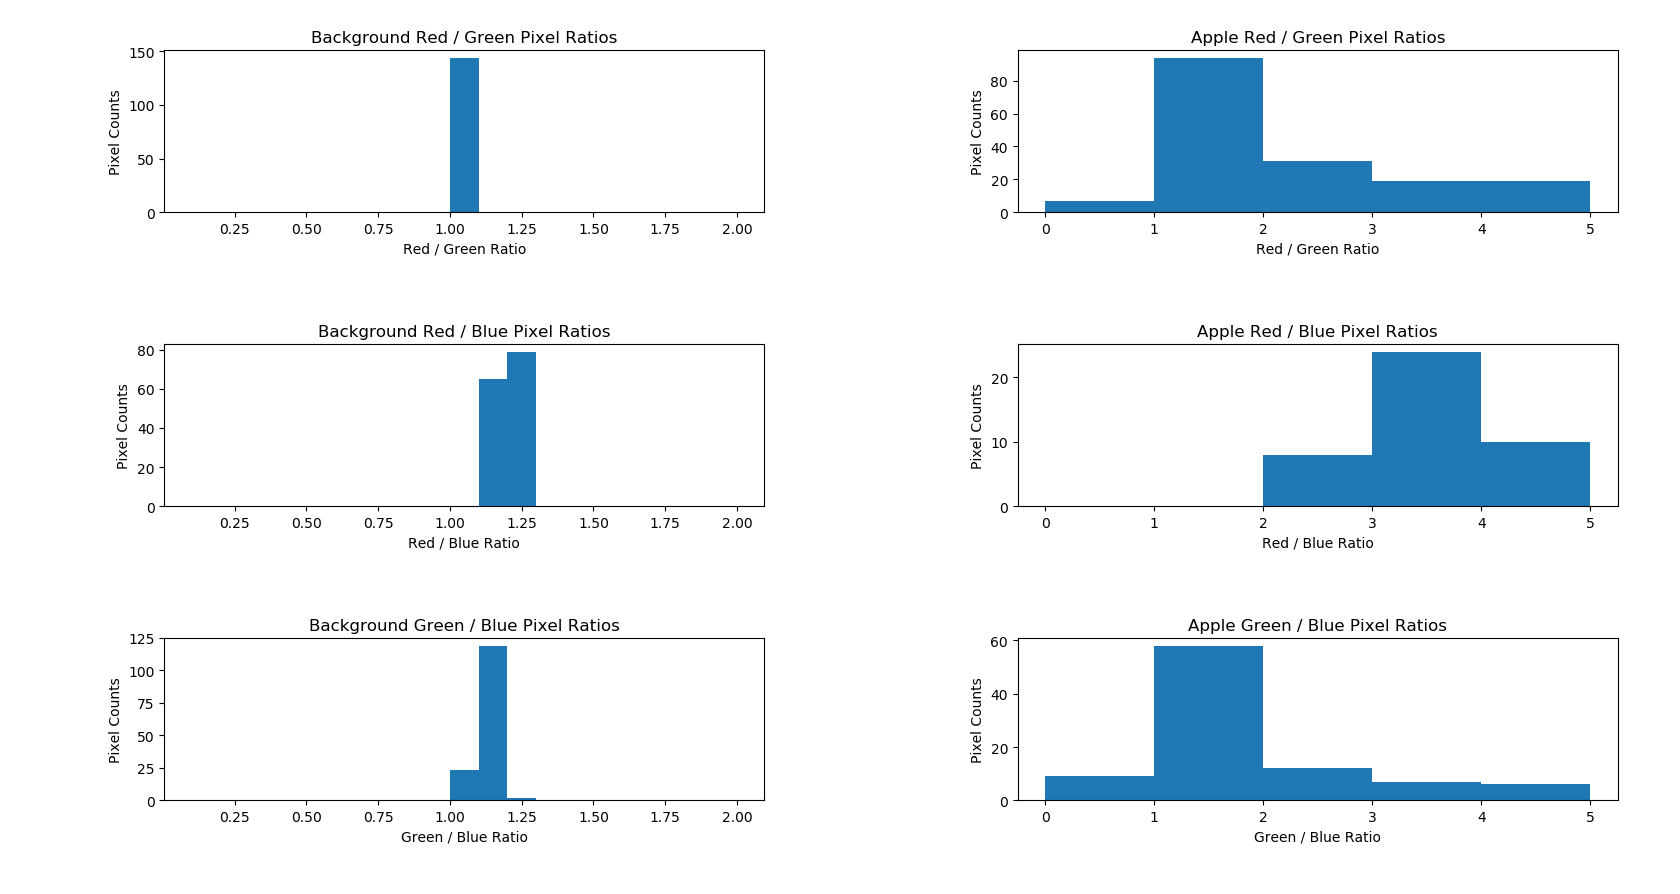 Background Red / Green Pixel Ratios
Pixel Counts
150
100
50
0
0.25 0.50 0.75 1.00 1.25 1.50 1.75 2.00
Red / Green Ratio
Apple Red / Green Pixel Ratios
Pixel Counts
80
60
40
20
0
0 1 2 3 4 5
Red / Green Ratio
Background Red / Blue Pixel Ratios
Pixel Counts
80
60
40
20
0
0.25 0.50 0.75 1.00 1.25 1.50 1.75 2.00
Red / Blue Ratio
Apple Red / Blue Pixel Ratios
Pixel Counts
20
10
0
0 1 2 3 4 5
Red / Blue Ratio
Background Green / Blue Pixel Ratios
Pixel Counts
125
100
75
50
25
0
0.25 0.50 0.75 1.00 1.25 1.50 1.75 2.00
Green / Blue Ratio
Apple Green / Blue Pixel Ratios
Pixel Counts
60
40
20
0
0 1 2 3 4 5
Green / Blue Ratio